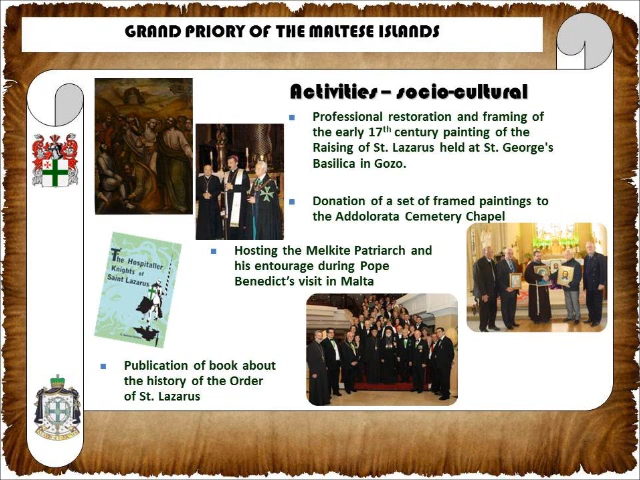 GRAND PRIORY OF THE MALTESE ISLANDS
Activities – socio-cultural
Professional restoration and framing of
the early 17th century painting of the
Raising of St. Lazarus held at St. George's
Basilica in Gozo.
Donation of a set of framed paintings to
the Addolorata Cemetery Chapel
Hosting the Melkite Patriarch and
his entourage during Pope
Benedict’s visit in Malta
The Hospitaller
Knights of
Saint Lazarus
Publication of book about
the history of the Order
of St. Lazarus